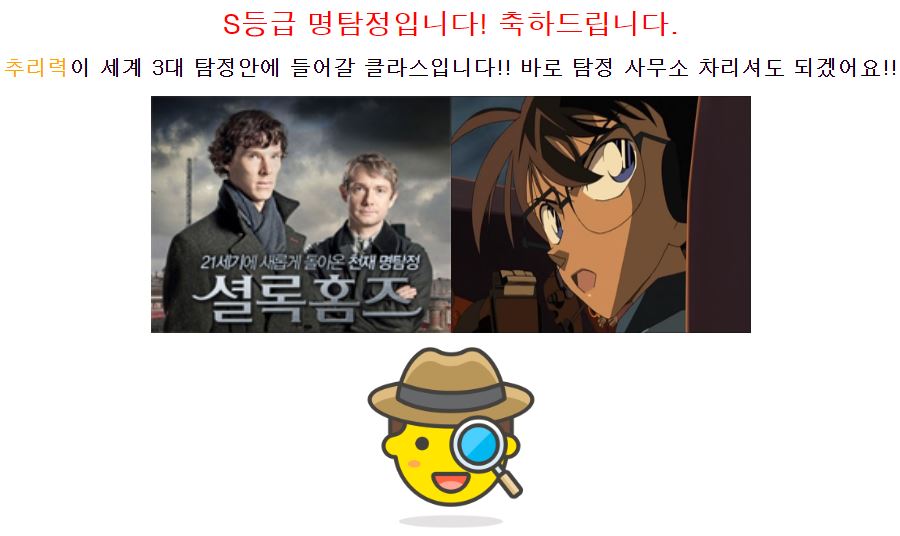 S등급 명탐정입니다! 축하드립니다.
추리력이 세계 3대 탐정안에 들어갈 클라스입니다!! 바로 탐정 사무소 차리셔도 되겠어요!!
21세기에 새롭게 돌아온 천재 명탐정
셜록홈즈